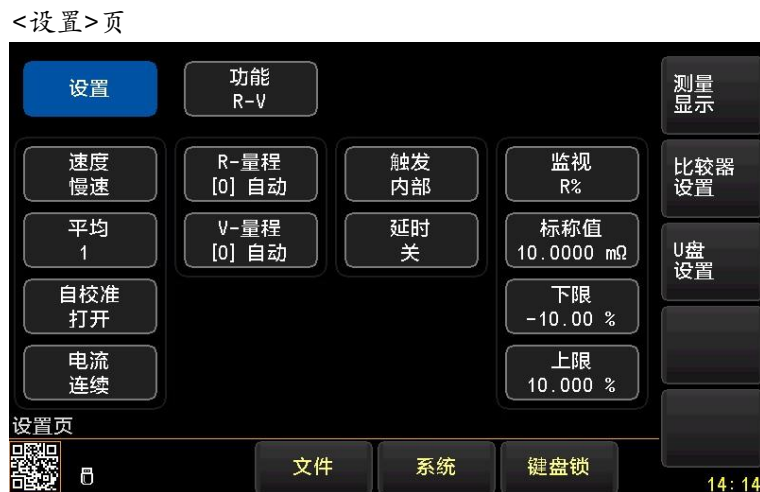 <设置>页
设置
功能
R-V
测量
显示
速度
慢速
R-量程
[0] 自动
触发
内部
监视
R%
比较器
设置
平均
1
V-量程
[0] 自动
延时
关
标称值
10.0000 mΩ
U盘
设置
自校准
打开
下限
-10.00 %
电流
连续
上限
10.000 %
设置页
文件
系统
键盘锁
14:14